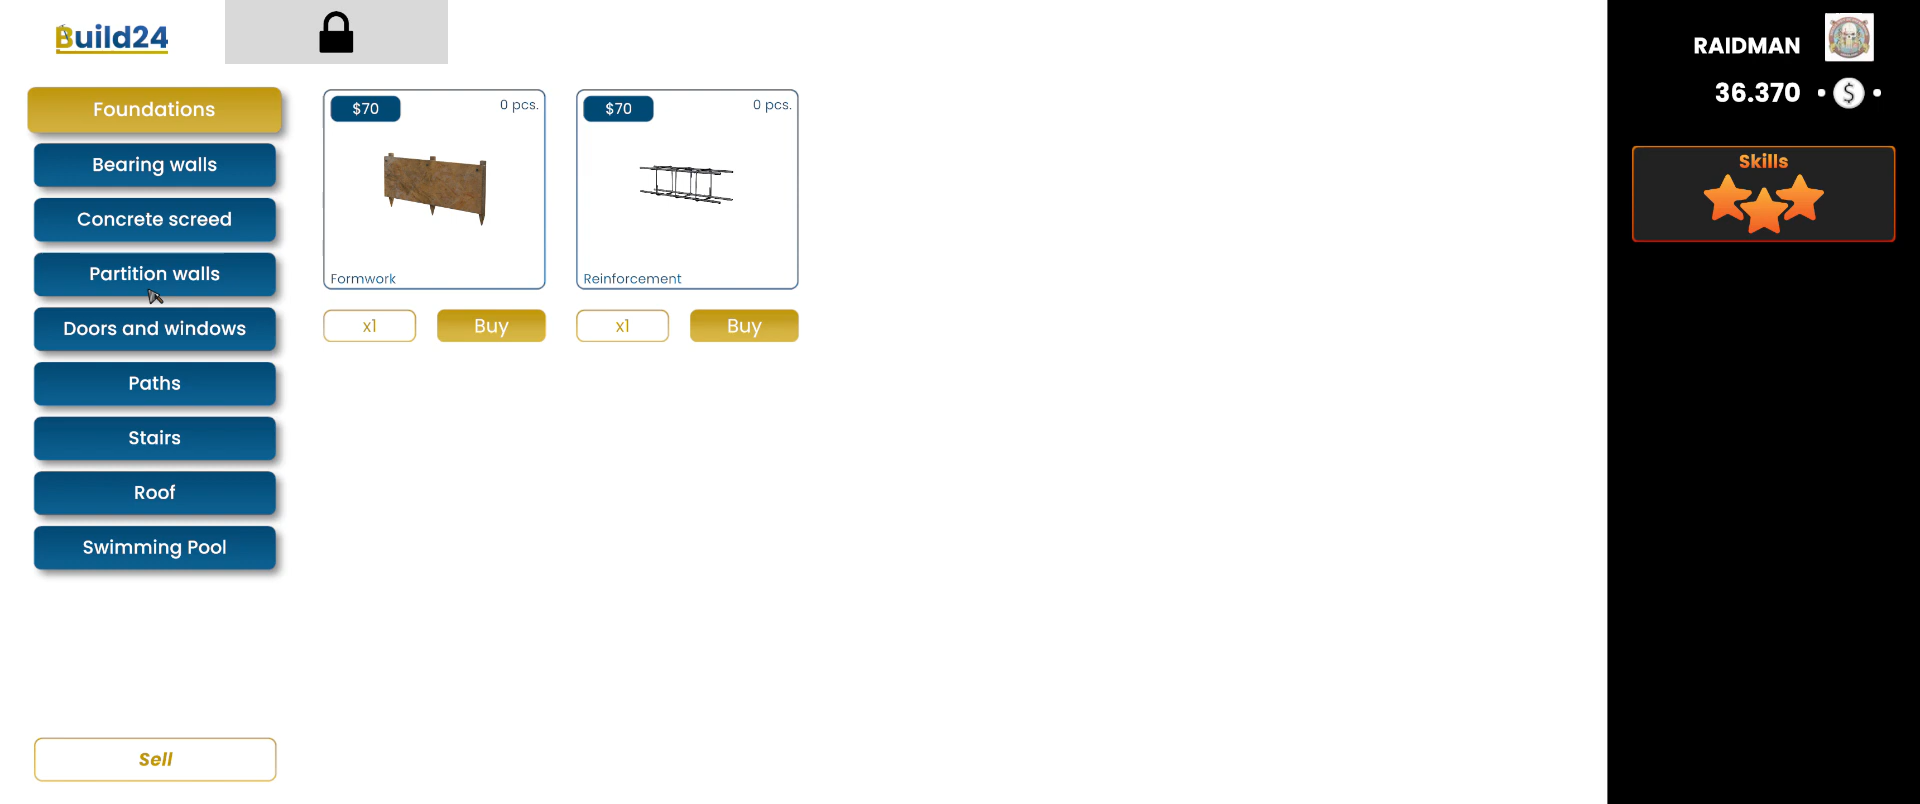 Build24
RAIDMAN
36.370
$
Skills
Foundations
Bearing walls
Concrete screed
Partition walls
Doors and windows
Paths
Stairs
Roof
Swimming Pool
Sell
$70
0 pcs.
Formwork
x1
Buy
$70
0 pcs.
Reinforcement
x1
Buy